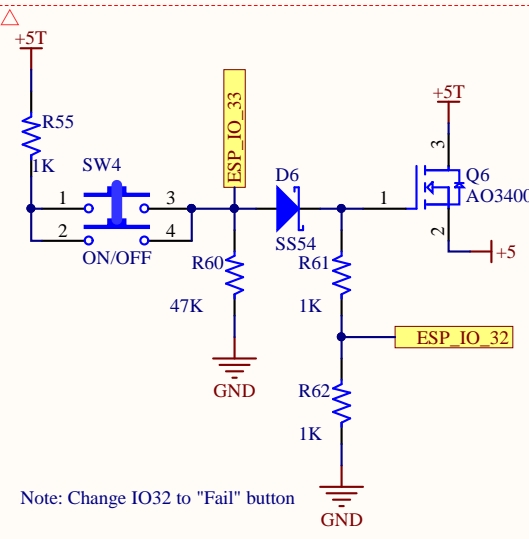 +5T
R55
1K
SW4
1
3
2
4
ON/OFF
ESP_IO_33
D6
SS54
R60
47K
GND
R61
1K
ESP_IO_32
R62
1K
GND
+5T
3
1
Q6
AO3400
2
+5
Note: Change IO32 to "Fail" button